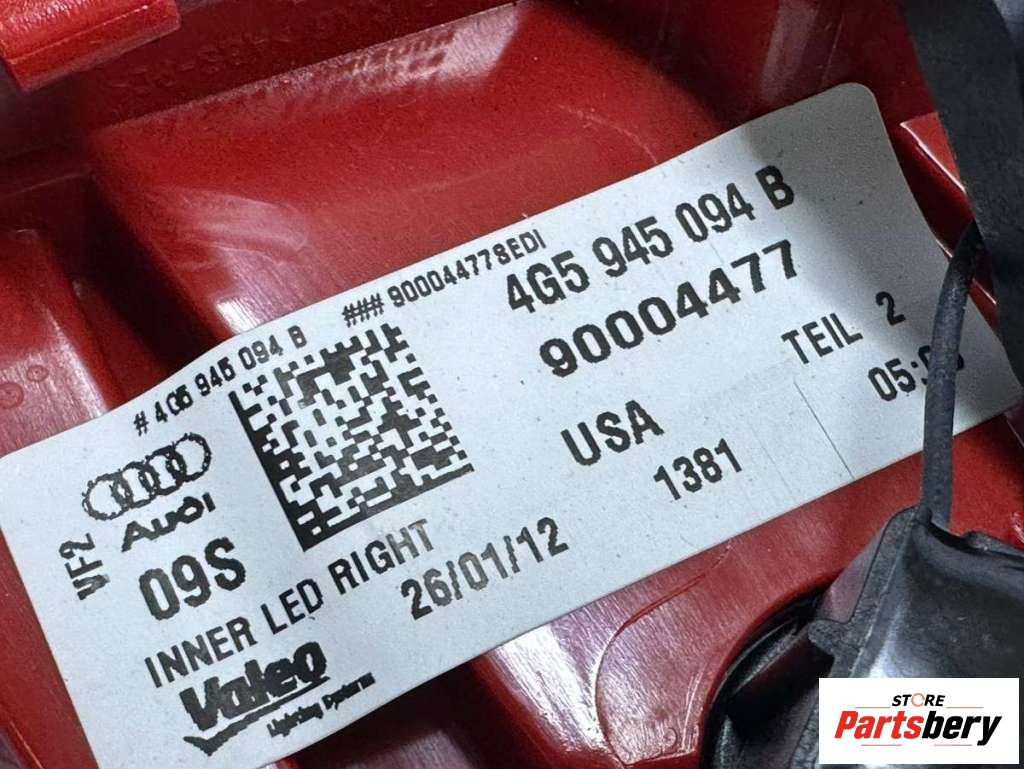 # 4G5 945 094 B ### 900044778EDI
4G5 945 094 B
90004477
TEIL 2
USA
1381
VF2
Audi
09S
INNER LED RIGHT
26/01/12
Valeo
Lighting Systems
STORE
Partsbery